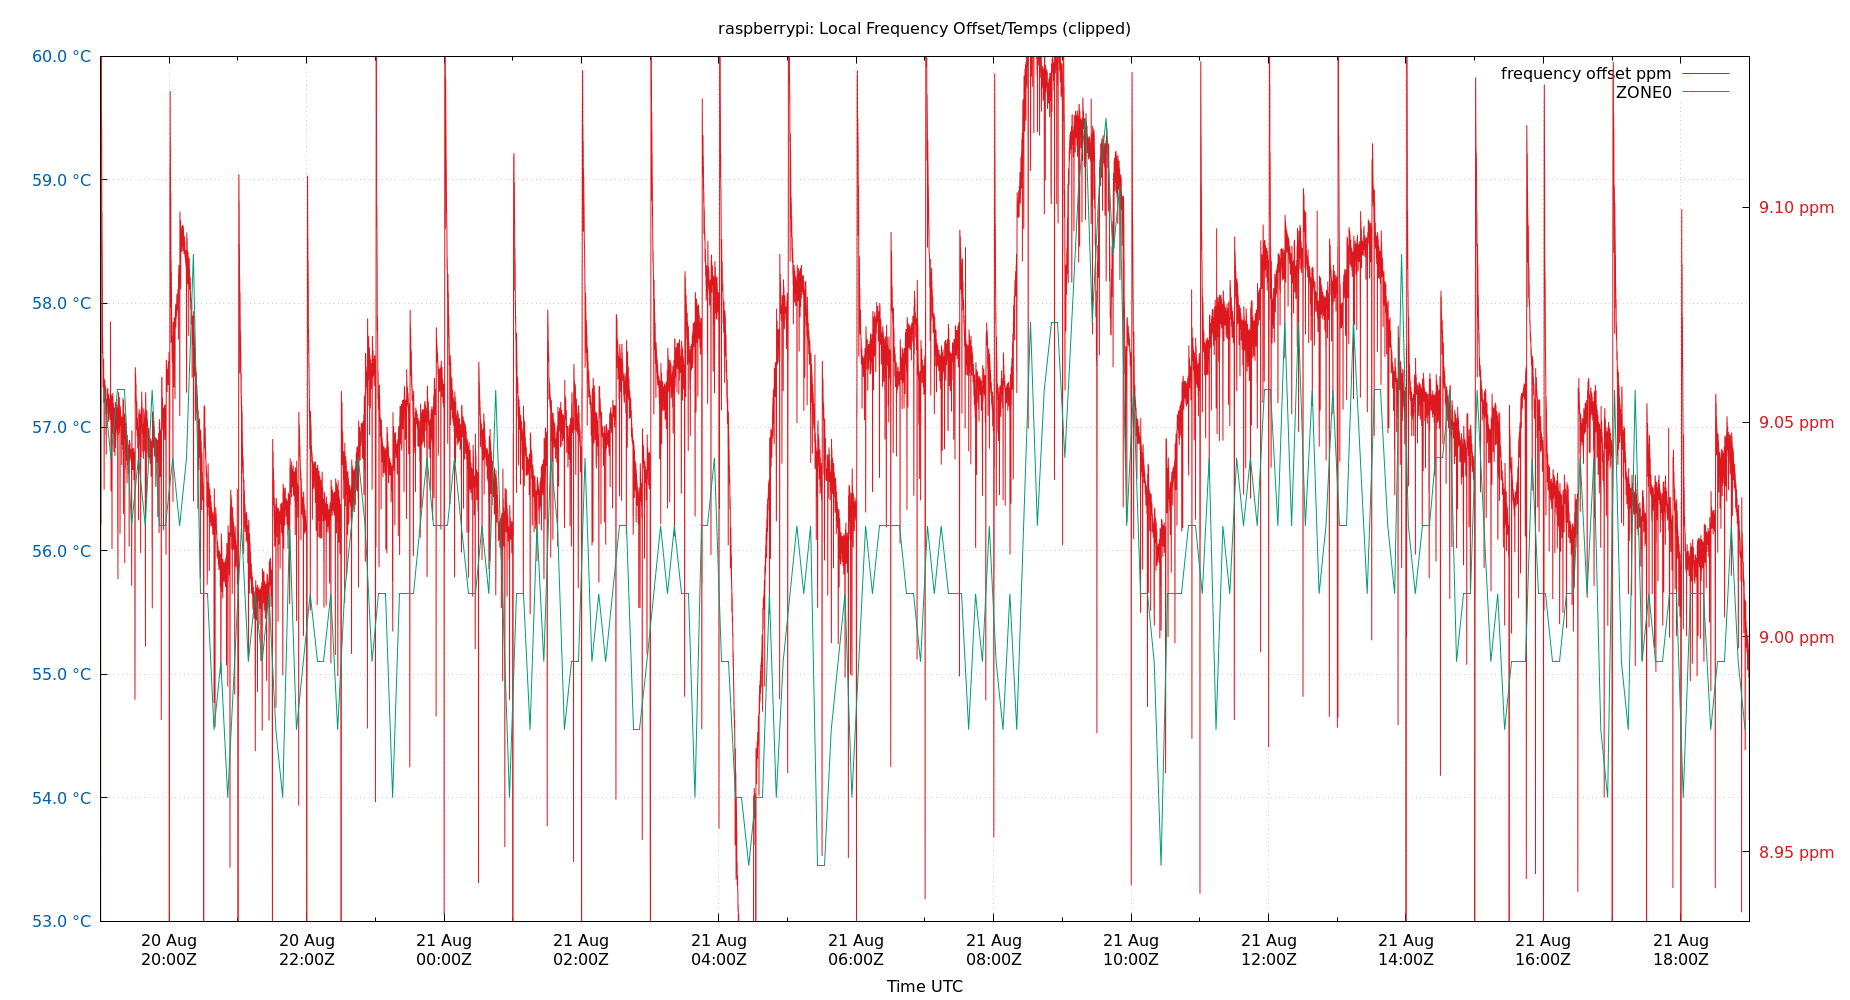 raspberrypi: Local Frequency Offset/Temps (clipped)
60.0 °C
59.0 °C
58.0 °C
57.0 °C
56.0 °C
55.0 °C
54.0 °C
53.0 °C
frequency offset ppm
ZONE0
9.10 ppm
9.05 ppm
9.00 ppm
8.95 ppm
20 Aug
20:00Z
20 Aug
22:00Z
21 Aug
00:00Z
21 Aug
02:00Z
21 Aug
04:00Z
21 Aug
06:00Z
21 Aug
08:00Z
21 Aug
10:00Z
21 Aug
12:00Z
21 Aug
14:00Z
21 Aug
16:00Z
21 Aug
18:00Z
Time UTC